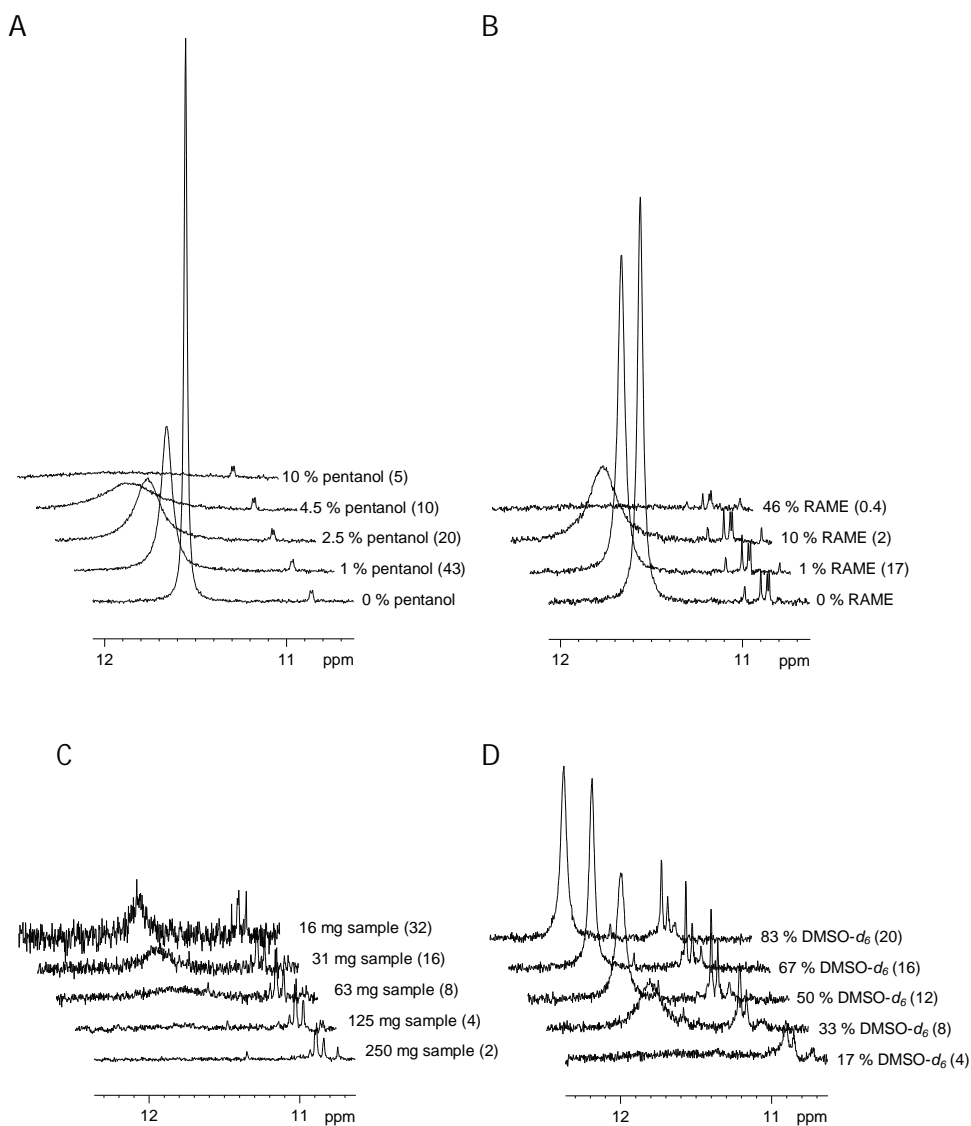 A
10 % pentanol (5)
4.5 % pentanol (10)
2.5 % pentanol (20)
1 % pentanol (43)
0 % pentanol
12
11
ppm
B
46 % RAME (0.4)
10 % RAME (2)
1 % RAME (17)
0 % RAME
12
11
ppm
C
16 mg sample (32)
31 mg sample (16)
63 mg sample (8)
125 mg sample (4)
250 mg sample (2)
12
11
ppm
D
83 % DMSO-d6 (20)
67 % DMSO-d6 (16)
50 % DMSO-d6 (12)
33 % DMSO-d6 (8)
17 % DMSO-d6 (4)
12
11
ppm